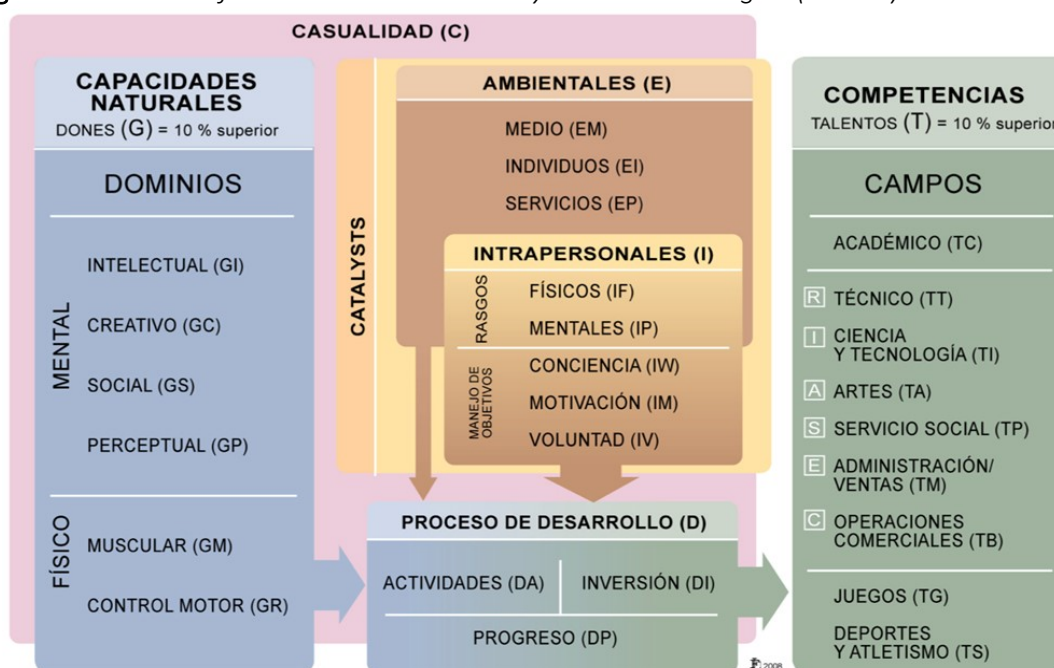 CASUALIDAD (C)
CAPACIDADES
NATURALES
DONES (G) = 10 % superior
DOMINIOS
MENTAL
INTELECTUAL (GI)
CREATIVO (GC)
SOCIAL (GS)
PERCEPTUAL (GP)
FÍSICO
MUSCULAR (GM)
CONTROL MOTOR (GR)
CATALYSTS
AMBIENTALES (E)
MEDIO (EM)
INDIVIDUOS (EI)
SERVICIOS (EP)
INTRAPERSONALES (I)
RASGOS
FÍSICOS (IF)
MENTALES (IP)
MANEJO DE
OBJETIVOS
CONCIENCIA (IW)
MOTIVACIÓN (IM)
VOLUNTAD (IV)
PROCESO DE DESARROLLO (D)
ACTIVIDADES (DA)
INVERSIÓN (DI)
PROGRESO (DP)
2008
COMPETENCIAS
TALENTOS (T) = 10 % superior
CAMPOS
ACADÉMICO (TC)
R TÉCNICO (TT)
I CIENCIA
Y TECNOLOGÍA (TI)
A ARTES (TA)
S SERVICIO SOCIAL (TP)
E ADMINISTRACIÓN/
VENTAS (TM)
C OPERACIONES
COMERCIALES (TB)
JUEGOS (TG)
DEPORTES
Y ATLETISMO (TS)